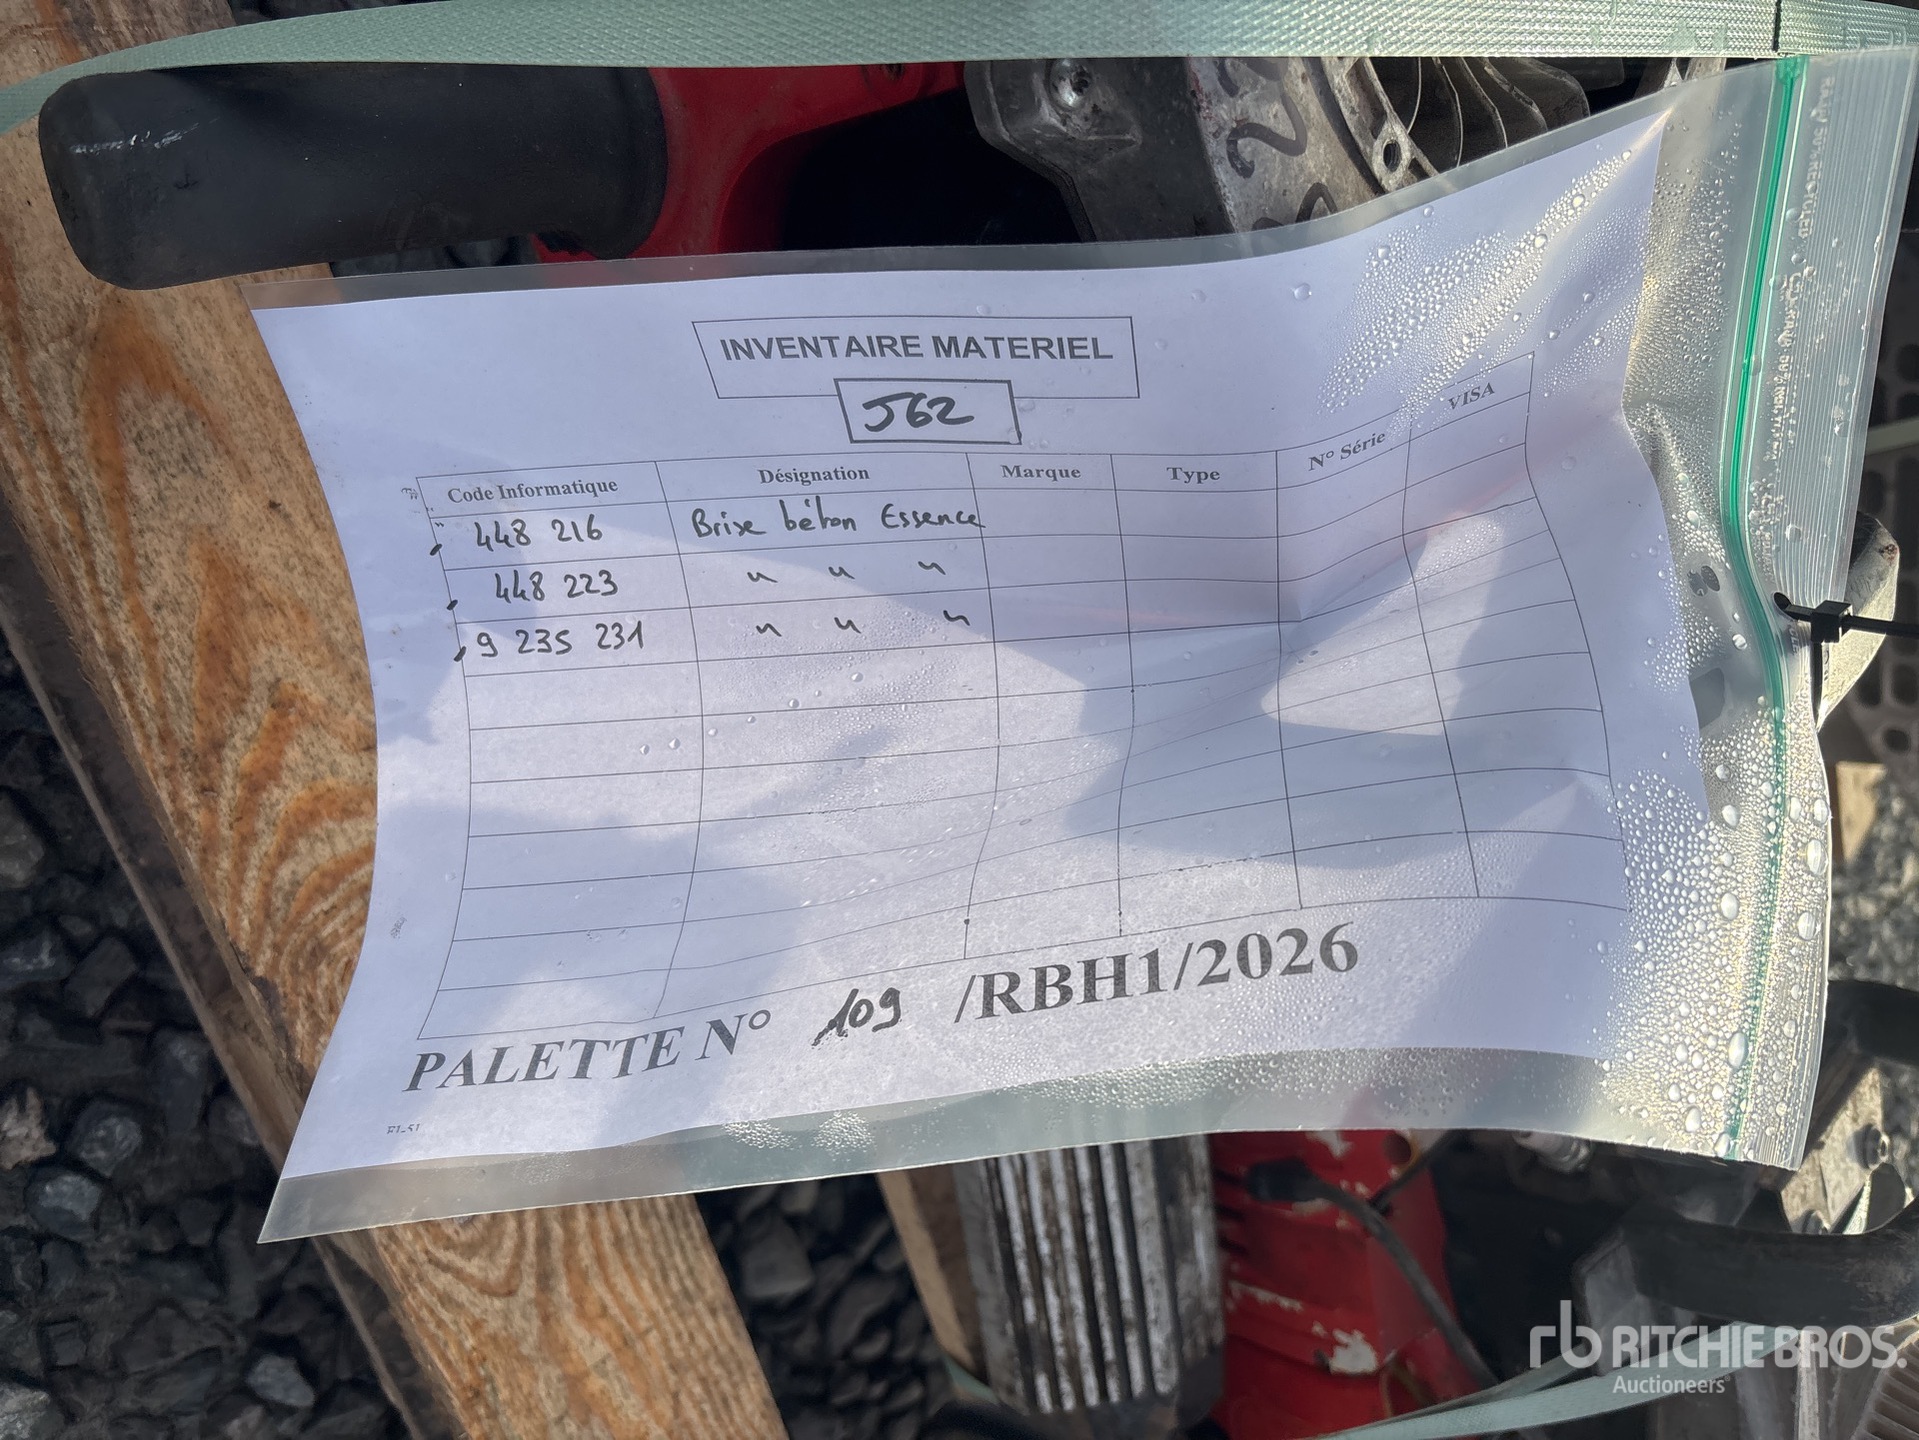 INVENTAIRE MATERIEL
J62
Code Informatique Désignation Marque Type N° Série VISA
448 216 Brise béton Essence
448 223 " " "
9 235 231 " " "
PALETTE N° 109 /RBH1/2026
rb RITCHIE BROS.
Auctioneers